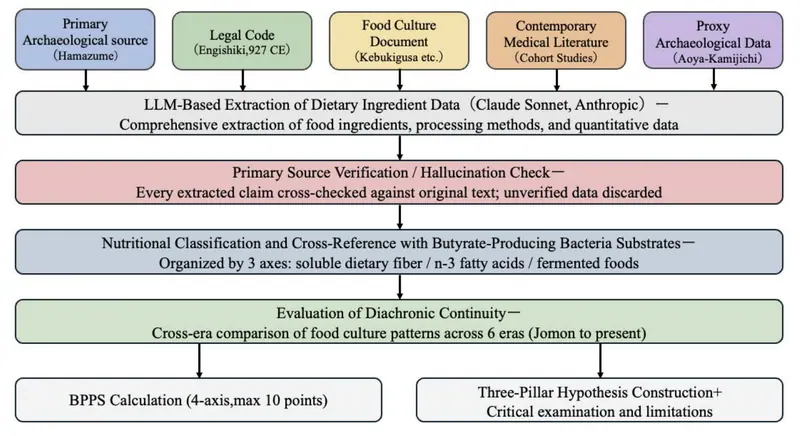 Primary
Archaeological source
（Hamazume）
Legal Code
（Engishiki,927 CE）
Food Culture
Document
（Kebukigusa etc.）
Contemporary
Medical Literature
（Cohort Studies）
Proxy
Archaeological Data
（Aoya-Kamijichi）
LLM-Based Extraction of Dietary Ingredient Data（Claude Sonnet, Anthropic）—
Comprehensive extraction of food ingredients, processing methods, and quantitative data
Primary Source Verification / Hallucination Check—
Every extracted claim cross-checked against original text; unverified data discarded
Nutritional Classification and Cross-Reference with Butyrate-Producing Bacteria Substrates—
Organized by 3 axes: soluble dietary fiber / n-3 fatty acids / fermented foods
Evaluation of Diachronic Continuity—
Cross-era comparison of food culture patterns across 6 eras (Jomon to present)
BPPS Calculation (4-axis,max 10 points)
Three-Pillar Hypothesis Construction+
Critical examination and limitations